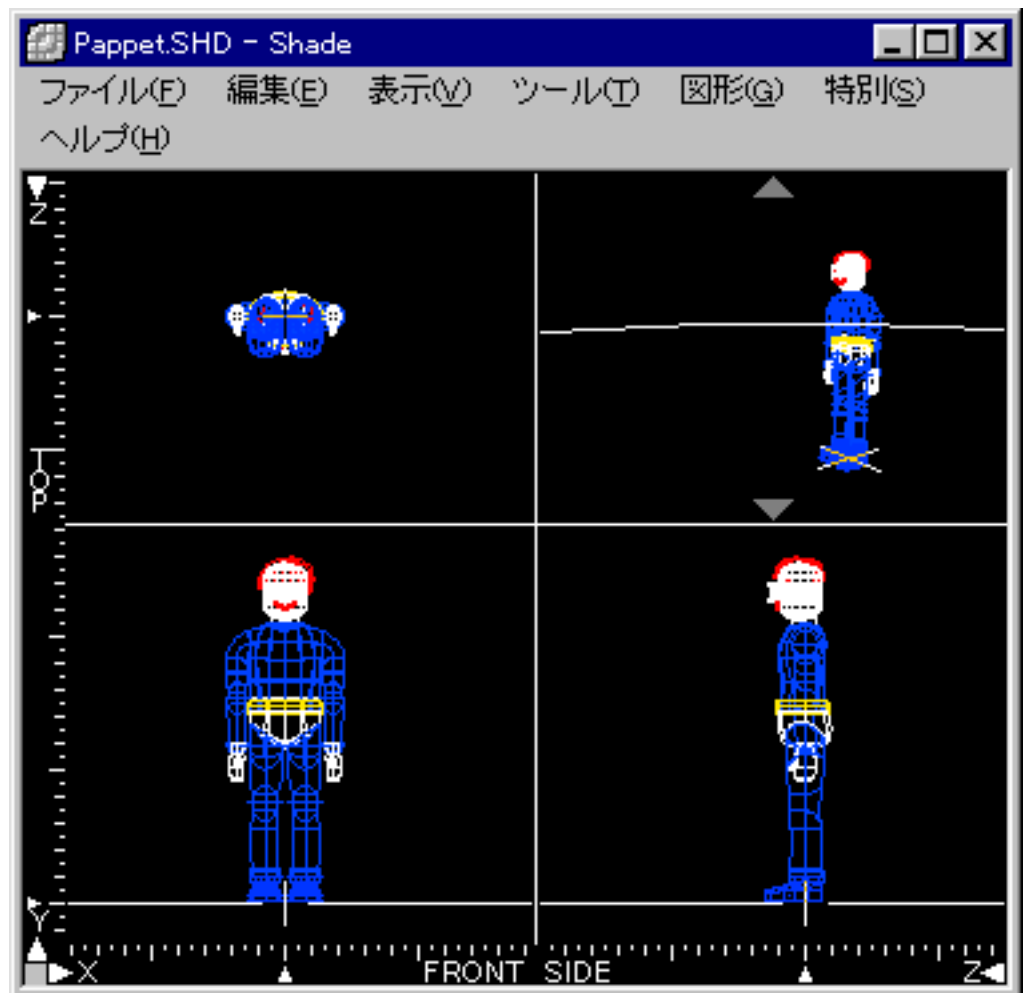 Pappet.SHD - Shade
ファイル(F) 編集(E) 表示(V) ツール(T) 図形(G) 特別(S)
ヘルプ(H)
Z
TOP
Y
X FRONT SIDE Z